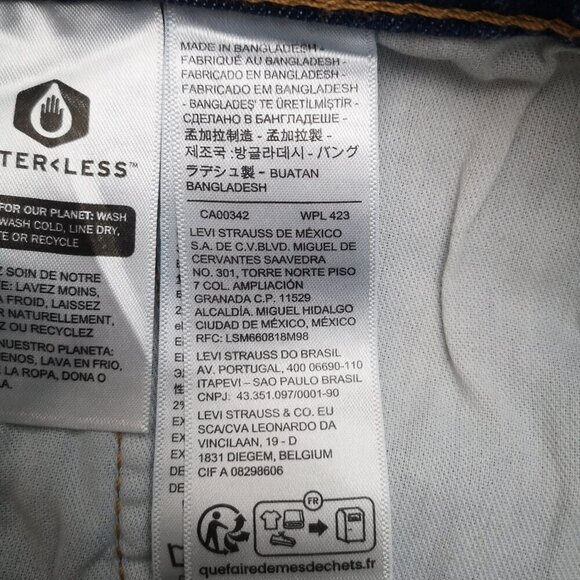 TER<LESS™
FOR OUR PLANET: WASH
WASH COLD, LINE DRY,
TE OR RECYCLE
Z SOIN DE NOTRE
E: LAVEZ MOINS,
À FROID, LAISSEZ
R NATURELLEMENT,
Z OU RECYCLEZ
NUESTRO PLANETA:
ENOS, LAVA EN FRIO,
E LA ROPA, DONA O
MADE IN BANGLADESH -
FABRIQUÉ AU BANGLADESH -
FABRICADO EN BANGLADESH -
FABRICADO EM BANGLADESH
- BANGLADEŞ' TE ÜRETİLMİŞTİR -
СДЕЛАНО В БАНГЛАДЕШЕ
- 孟加拉制造 - 孟加拉製 -
제조국 :방글라데시 - バング
ラデシュ製 - BUATAN
BANGLADESH
CA00342 WPL 423
LEVI STRAUSS DE MÉXICO
S.A. DE C.V.BLVD. MIGUEL DE
CERVANTES SAAVEDRA
NO. 301, TORRE NORTE PISO
7 COL. AMPLIACIÓN
GRANADA C.P. 11529
ALCALDÍA. MIGUEL HIDALGO
CIUDAD DE MÉXICO, MÉXICO
RFC: LSM660818M98
LEVI STRAUSS DO BRASIL
AV. PORTUGAL, 400 06690-110
ITAPEVI – SAO PAULO BRASIL
CNPJ: 43.351.097/0001-90
LEVI STRAUSS & CO. EU
SCA/CVA LEONARDO DA
VINCILAAN, 19 - D
1831 DIEGEM, BELGIUM
CIF A 08298606
FR
quefairedemesdechets.fr